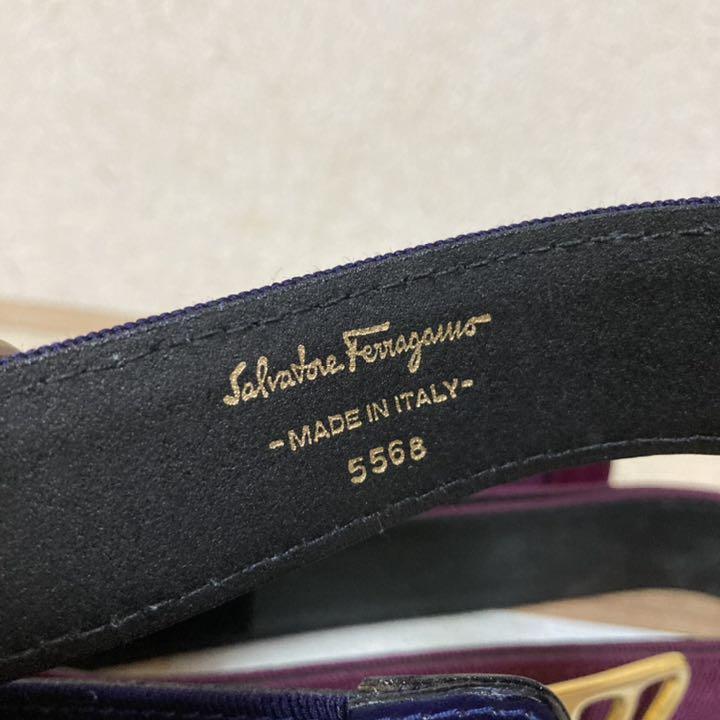 Salvatore Ferragamo
-MADE IN ITALY-
5568